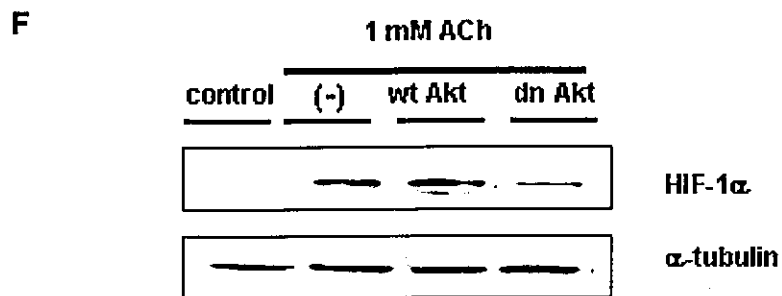 F
1 mM ACh
control (-) wt Akt dn Akt
HIF-1α
α-tubulin